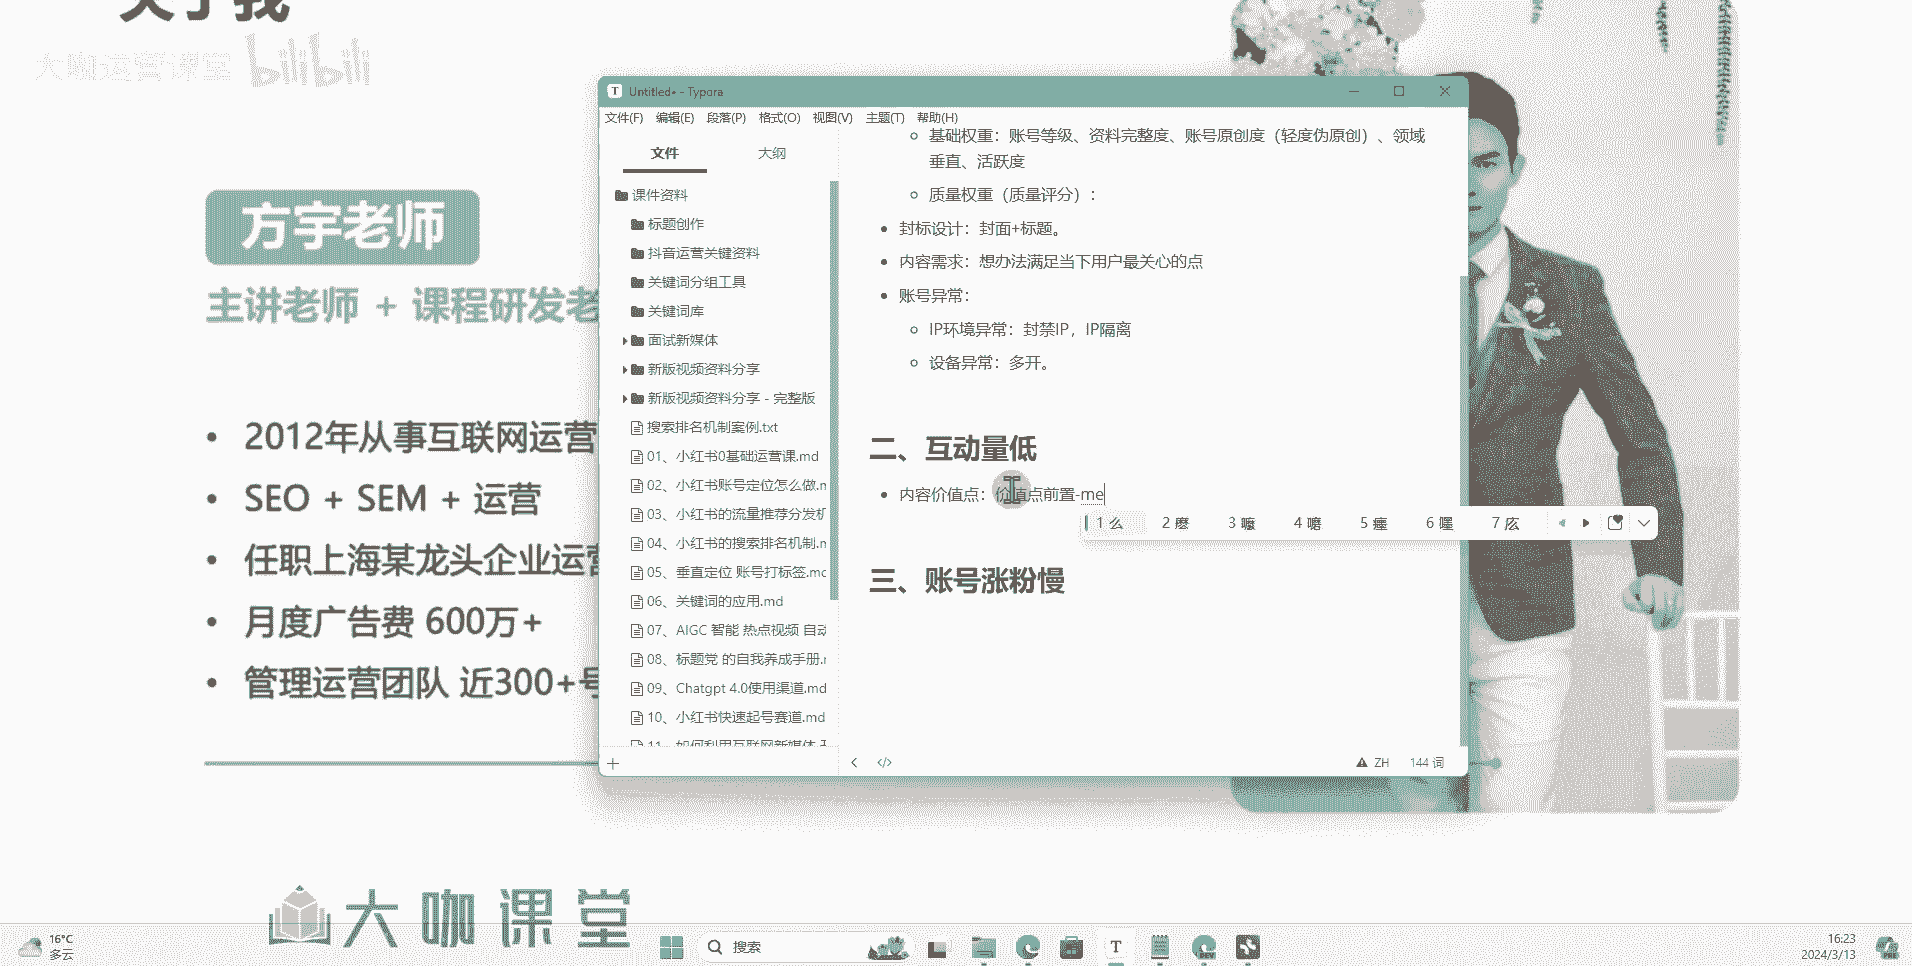 关于我
大咖运营课堂 bilibili
方宇老师
主讲老师 + 课程研发老
• 2012年从事互联网运营
• SEO + SEM + 运营
• 任职上海某龙头企业运营
• 月度广告费 600万+
• 管理运营团队 近300+号
大咖课堂
T Untitled• - Typora
文件(F) 编辑(E) 段落(P) 格式(O) 视图(V) 主题(T) 帮助(H)
文件 大纲
课件资料
标题创作
抖音运营关键资料
关键词分组工具
关键词库
面试新媒体
新版视频资料分享
新版视频资料分享 - 完整版
搜索排名机制案例.txt
01、小红书0基础运营课.md
02、小红书账号定位怎么做.m
03、小红书的流量推荐分发机
04、小红书的搜索排名机制.m
05、垂直定位 账号打标签.md
06、关键词的应用.md
07、AIGC 智能 热点视频 自动
08、标题党 的自我养成手册.m
09、Chatgpt 4.0使用渠道.md
10、小红书快速起号赛道.md
11、如何利用互联网新媒体
基础权重：账号等级、资料完整度、账号原创度（轻度伪原创）、领域
垂直、活跃度
质量权重（质量评分）：
• 封标设计：封面+标题。
• 内容需求：想办法满足当下用户最关心的点
• 账号异常：
IP环境异常：封禁IP，IP隔离
设备异常：多开。
二、互动量低
• 内容价值点：价值点前置-me
1 么 2 麽 3 嚒 4 嚜 5 癦 6 嘿 7 庅
三、账号涨粉慢
ZH 144 词
16°C
多云
搜索
T
DEV
16:23
2024/3/13
PRE